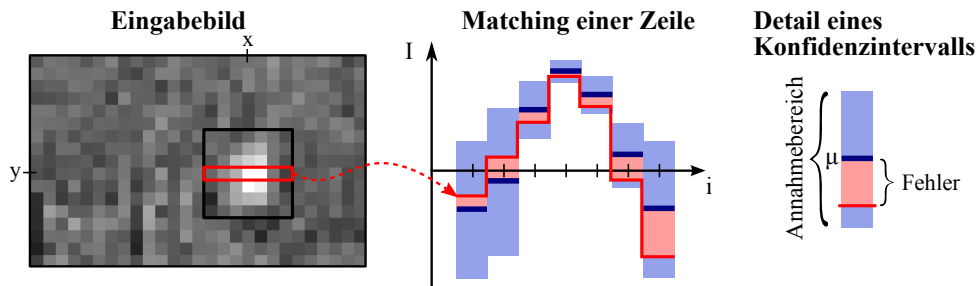 Eingabebild
x
y
Matching einer Zeile
I
i
Detail eines
Konfidenzintervalls
Annahmebereich
μ
Fehler